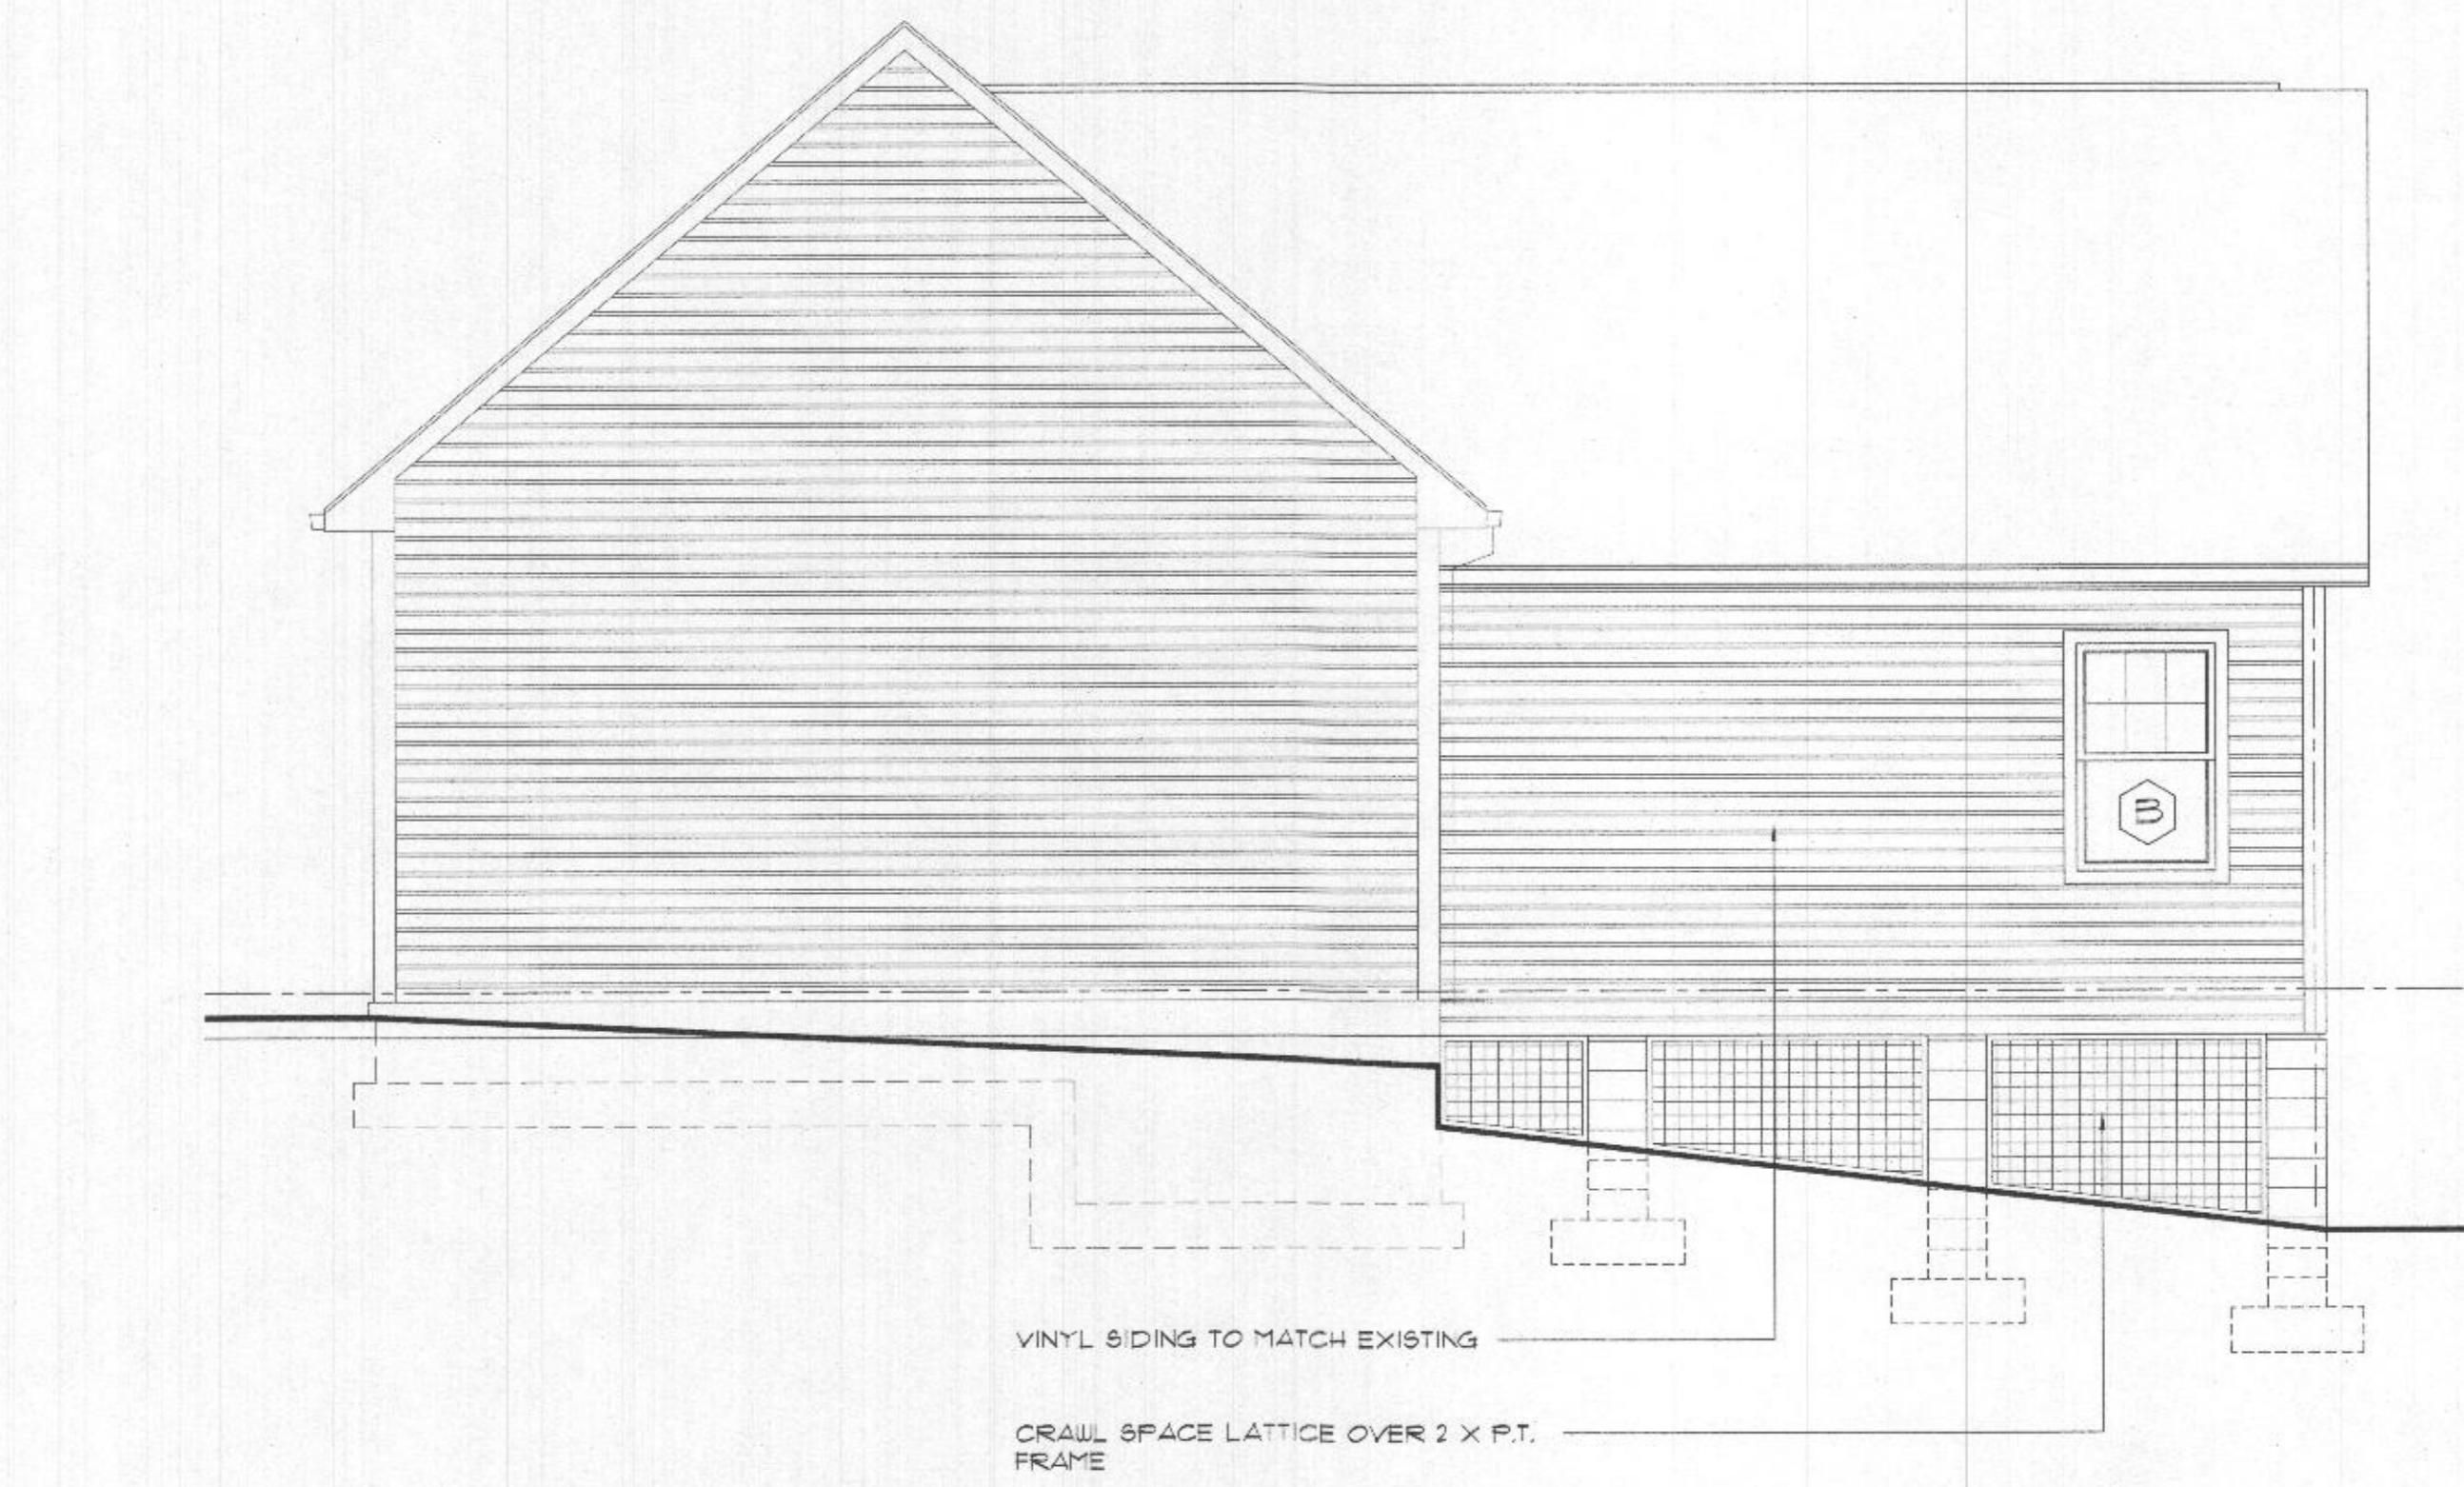 B
VINYL SIDING TO MATCH EXISTING
CRAWL SPACE LATTICE OVER 2 X P.T.
FRAME